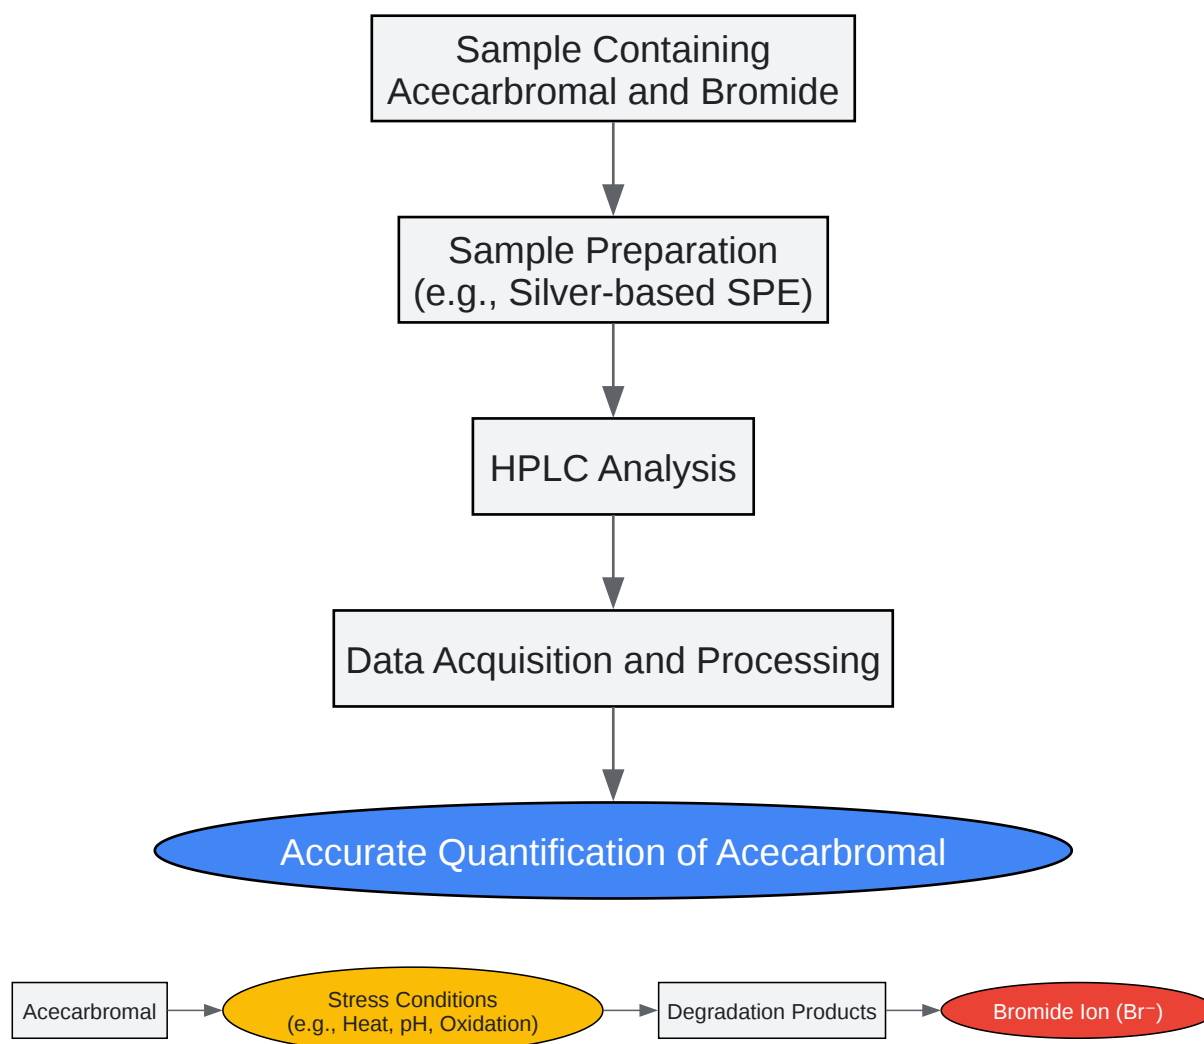 Sample Containing
Acecarbromal and Bromide
Sample Preparation
(e.g., Silver-based SPE)
HPLC Analysis
Data Acquisition and Processing
Accurate Quantification of Acecarbromal
Acecarbromal
Stress Conditions
(e.g., Heat, pH, Oxidation)
Degradation Products
Bromide Ion (Br⁻)